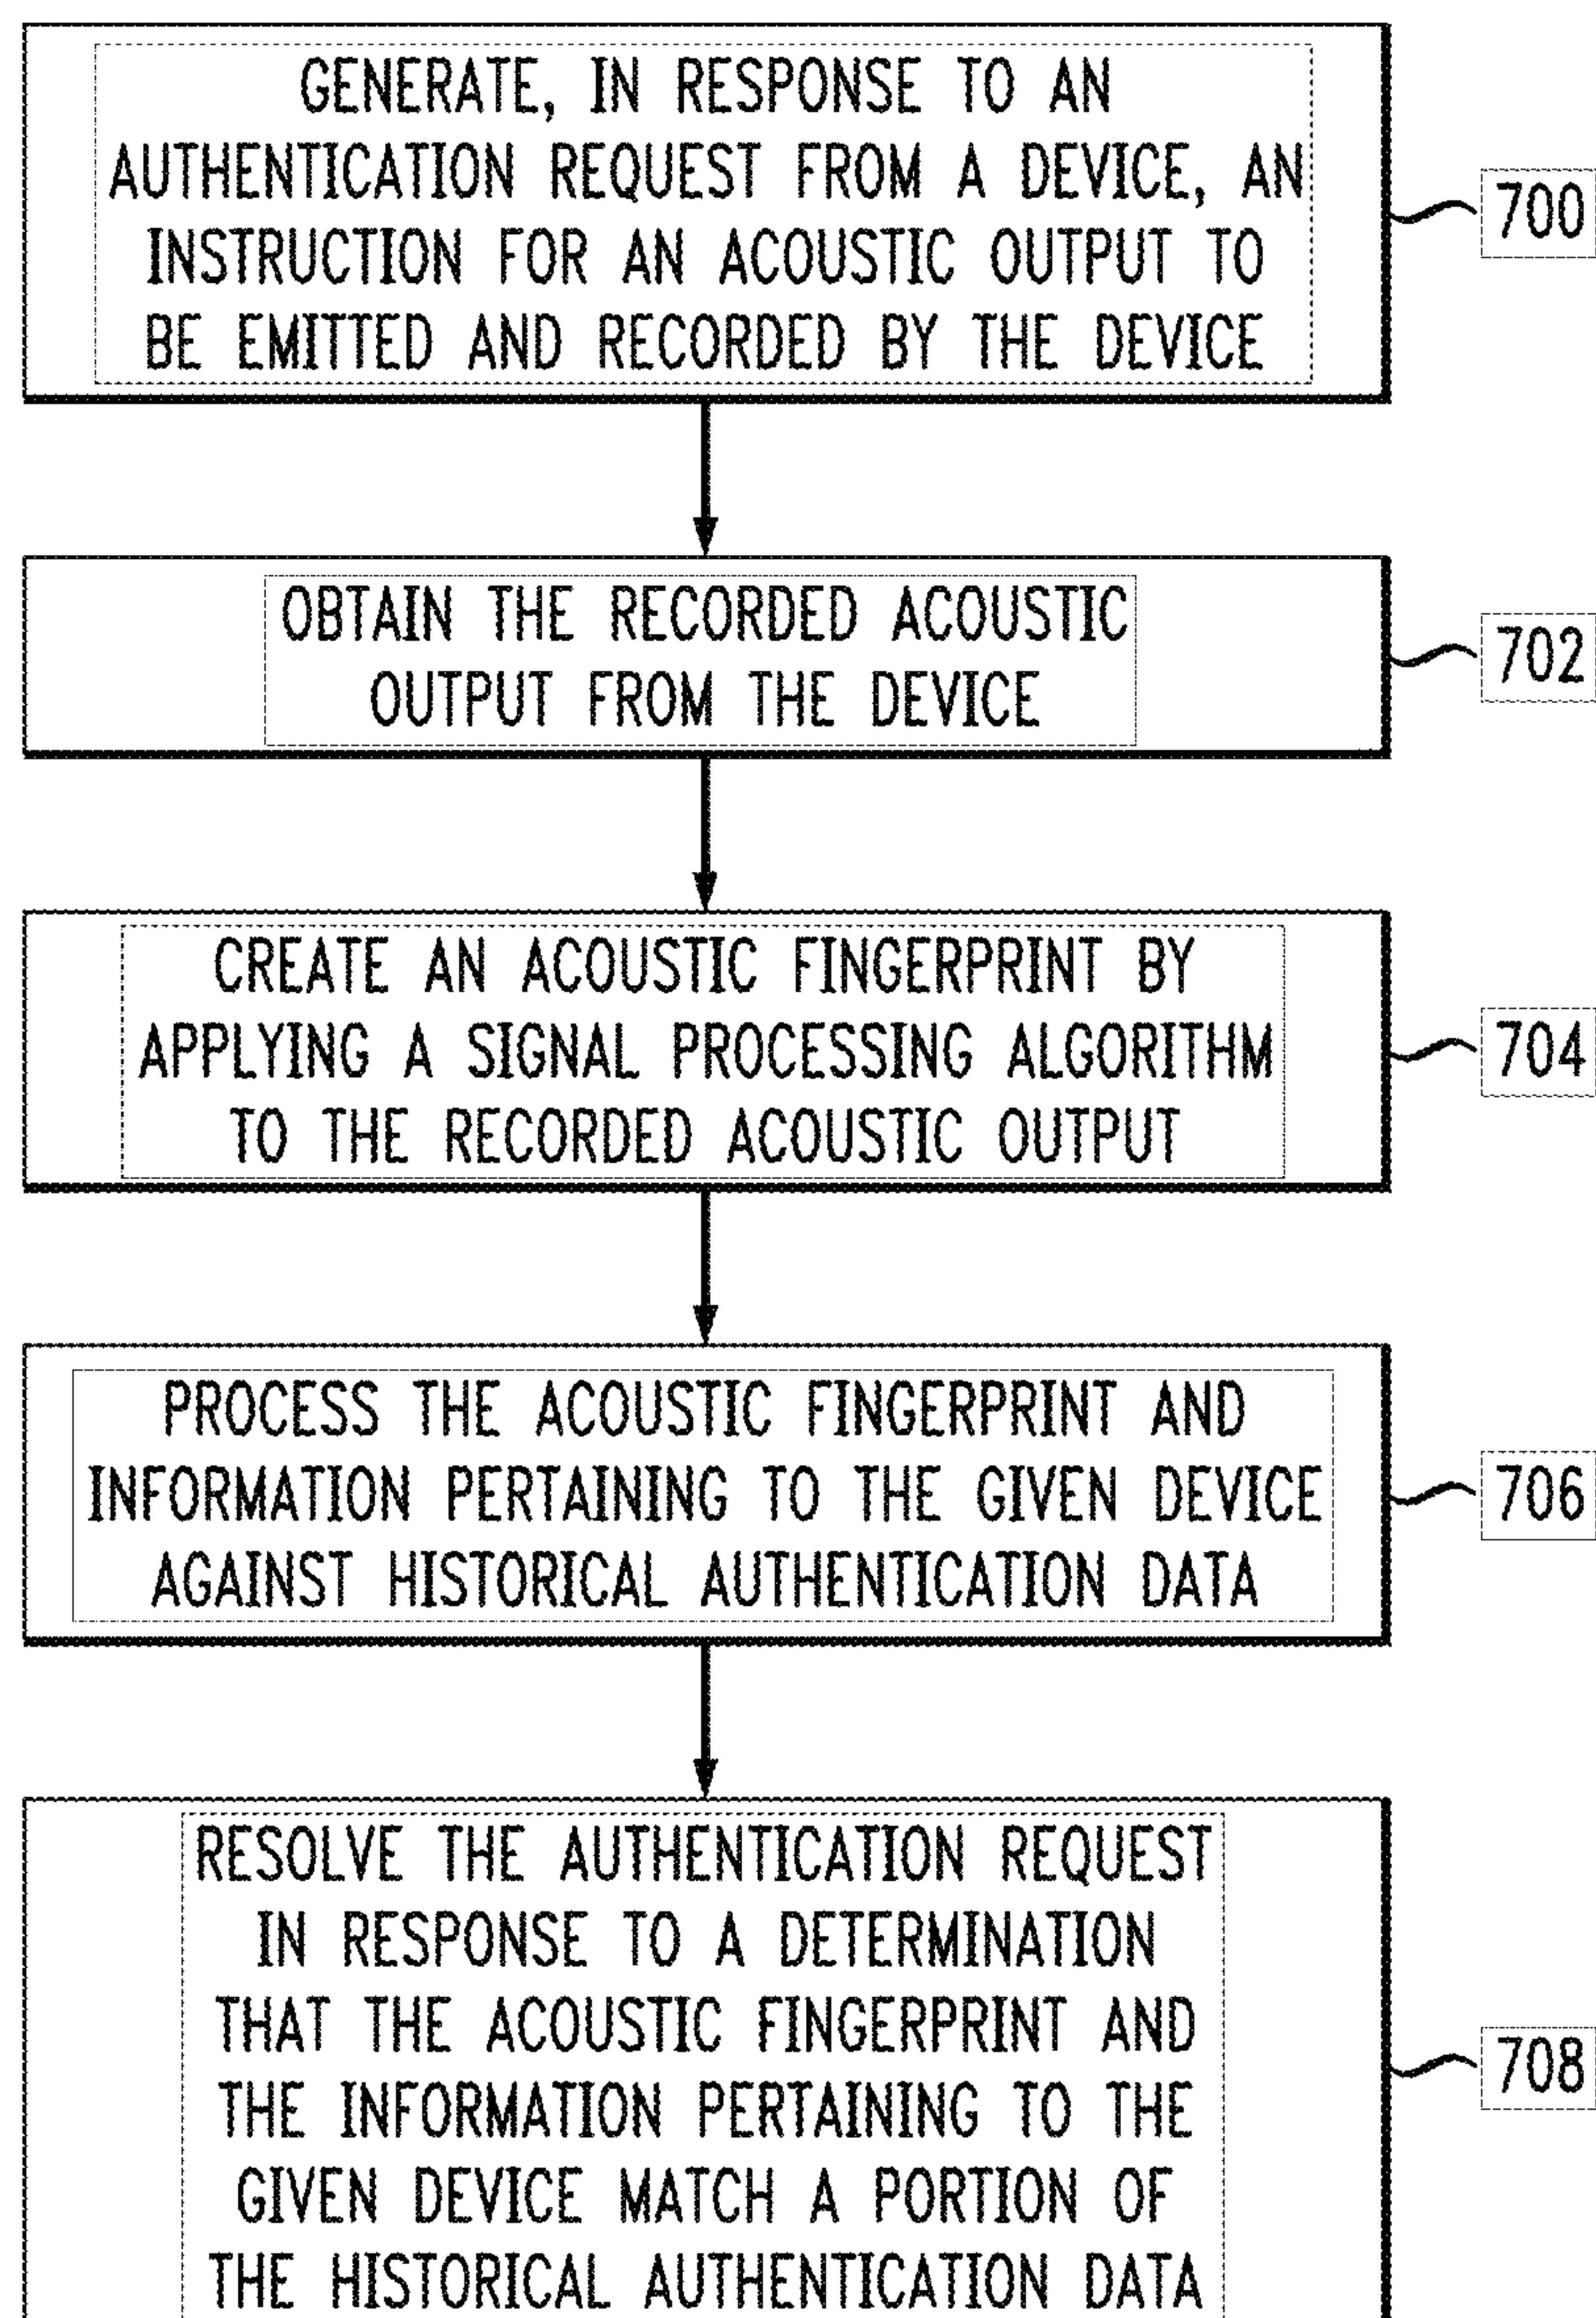 GENERATE, IN RESPONSE TO AN
AUTHENTICATION REQUEST FROM A DEVICE, AN
INSTRUCTION FOR AN ACOUSTIC OUTPUT TO
BE EMITTED AND RECORDED BY THE DEVICE
700
OBTAIN THE RECORDED ACOUSTIC
OUTPUT FROM THE DEVICE
702
CREATE AN ACOUSTIC FINGERPRINT BY
APPLYING A SIGNAL PROCESSING ALGORITHM
TO THE RECORDED ACOUSTIC OUTPUT
704
PROCESS THE ACOUSTIC FINGERPRINT AND
INFORMATION PERTAINING TO THE GIVEN DEVICE
AGAINST HISTORICAL AUTHENTICATION DATA
706
RESOLVE THE AUTHENTICATION REQUEST
IN RESPONSE TO A DETERMINATION
THAT THE ACOUSTIC FINGERPRINT AND
THE INFORMATION PERTAINING TO THE
GIVEN DEVICE MATCH A PORTION OF
THE HISTORICAL AUTHENTICATION DATA
708